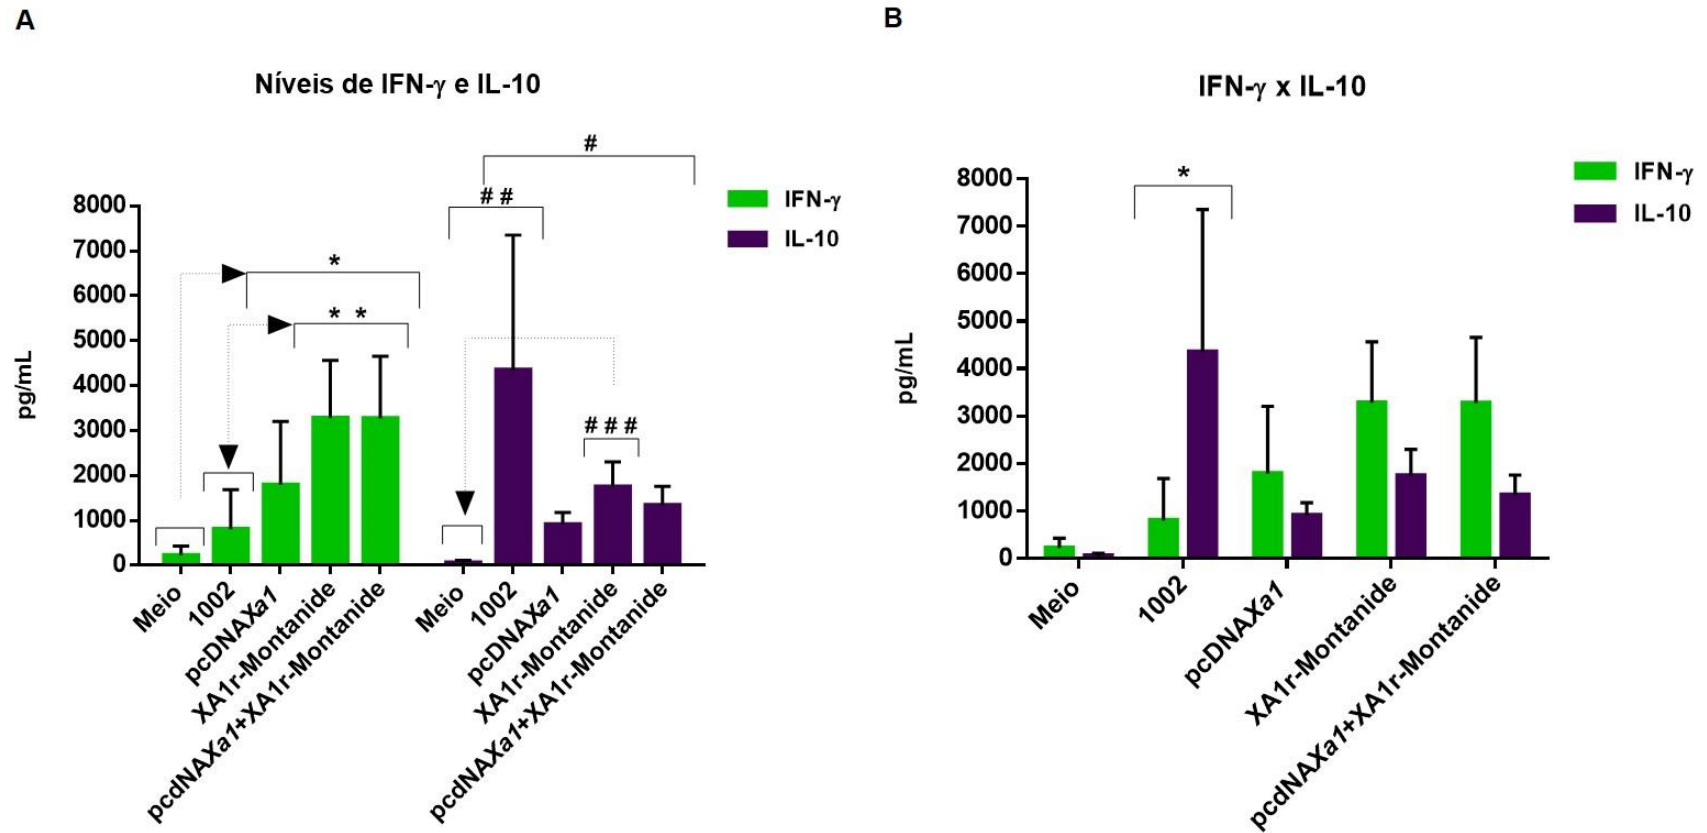 A
Níveis de IFN-γ e IL-10
#
# #
*
* *
# # #
8000
7000
6000
5000
4000
3000
2000
1000
0
pg/mL
Meio
1002
pcDNAXa1
XA1r-Montanide
pcdNAXa1+XA1r-Montanide
Meio
1002
pcDNAXa1
XA1r-Montanide
pcdNAXa1+XA1r-Montanide
IFN-γ
IL-10
B
IFN-γ x IL-10
*
8000
7000
6000
5000
4000
3000
2000
1000
0
pg/mL
Meio
1002
pcDNAXa1
XA1r-Montanide
pcdNAXa1+XA1r-Montanide
IFN-γ
IL-10